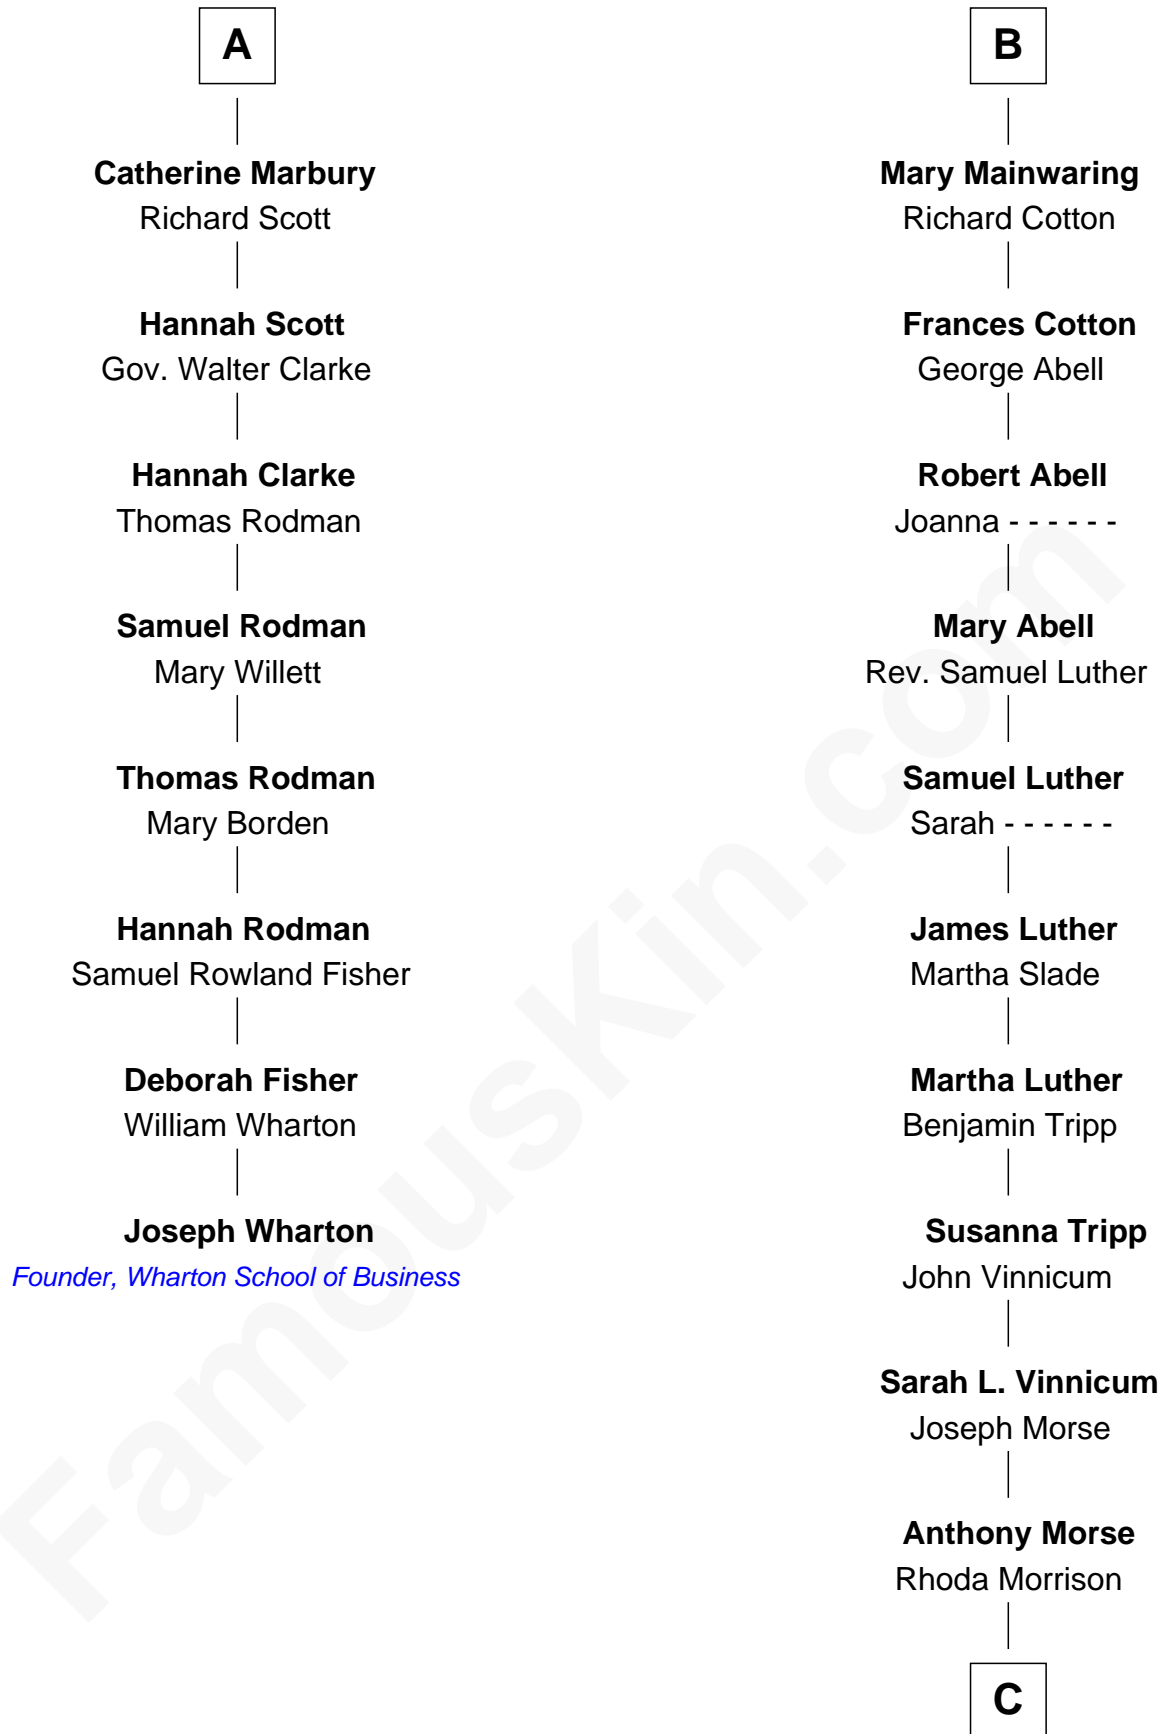 A
Catherine Marbury
Richard Scott
Hannah Scott
Gov. Walter Clarke
Hannah Clarke
Thomas Rodman
Samuel Rodman
Mary Willett
Thomas Rodman
Mary Borden
Hannah Rodman
Samuel Rowland Fisher
Deborah Fisher
William Wharton
Joseph Wharton
Founder, Wharton School of Business
B
Mary Mainwaring
Richard Cotton
Frances Cotton
George Abell
Robert Abell
Joanna - - - - - -
Mary Abell
Rev. Samuel Luther
Samuel Luther
Sarah - - - - - -
James Luther
Martha Slade
Martha Luther
Benjamin Tripp
Susanna Tripp
John Vinnicum
Sarah L. Vinnicum
Joseph Morse
Anthony Morse
Rhoda Morrison
C
FamousKin.com